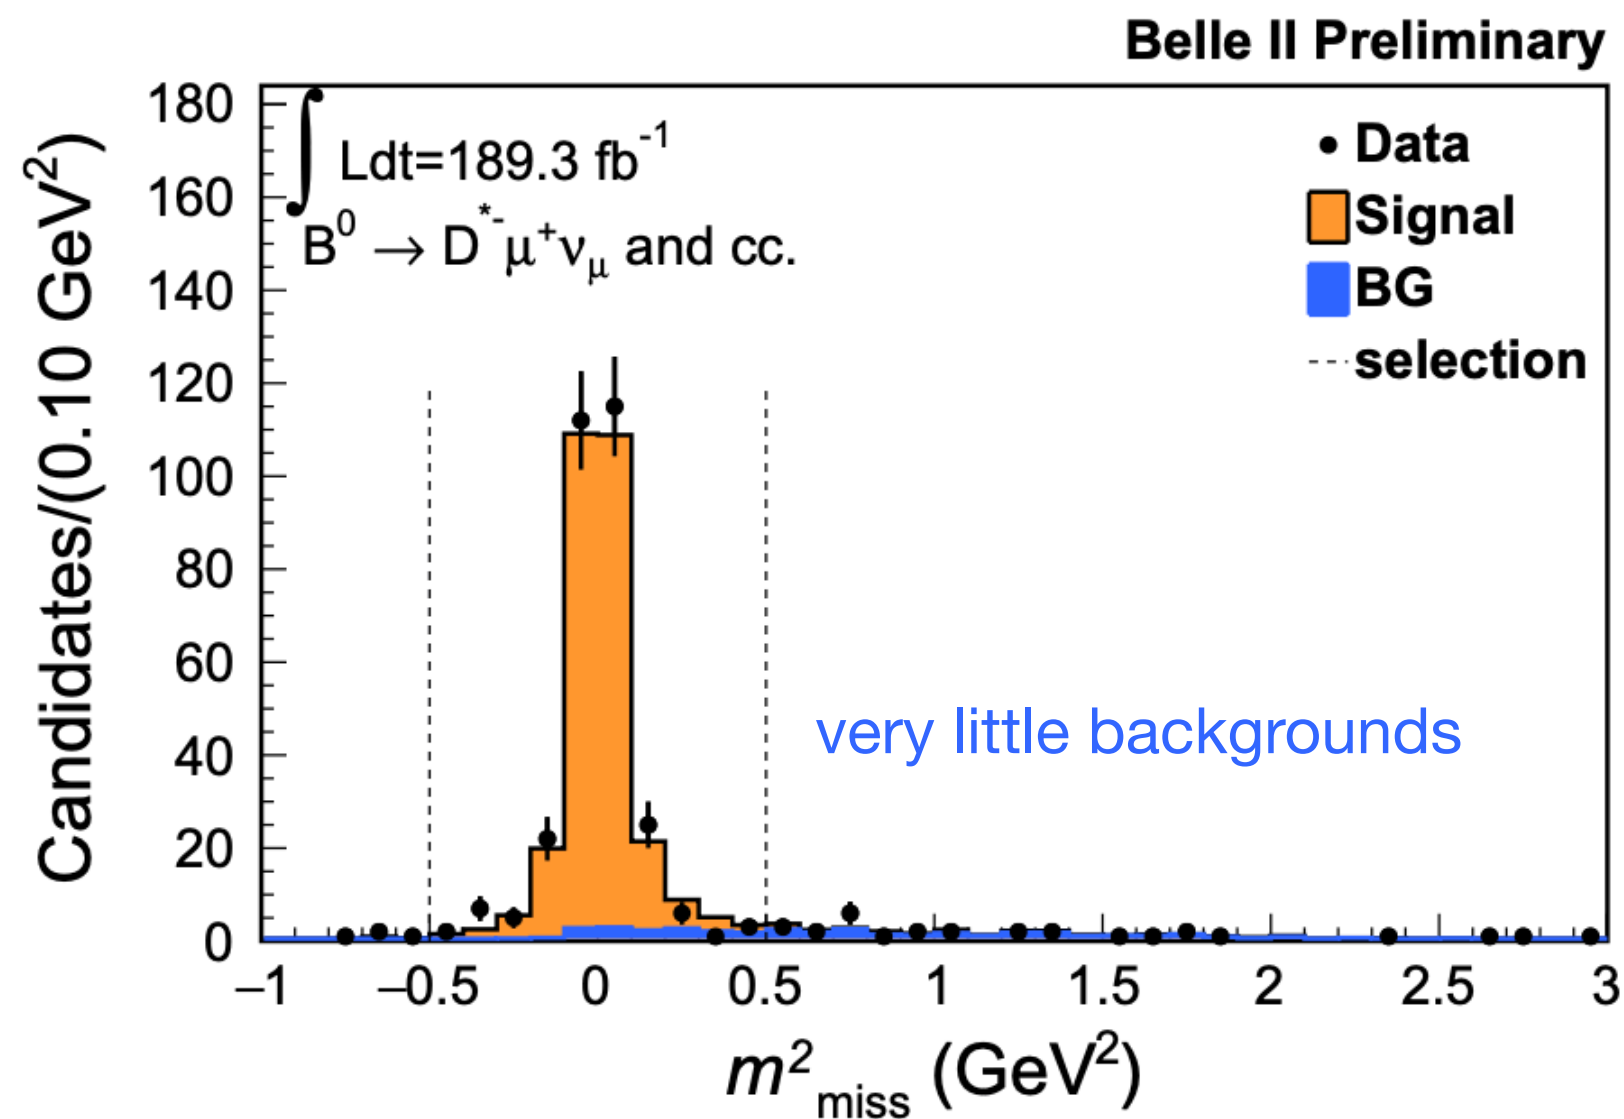 Belle II Preliminary
∫ Ldt=189.3 fb⁻¹
B⁰ → D*⁻μ⁺ν_μ and cc.
Data
Signal
BG
selection
very little backgrounds
Candidates/(0.10 GeV²)
180
160
140
120
100
80
60
40
20
0
−1 −0.5 0 0.5 1 1.5 2 2.5 3
m²_miss (GeV²)